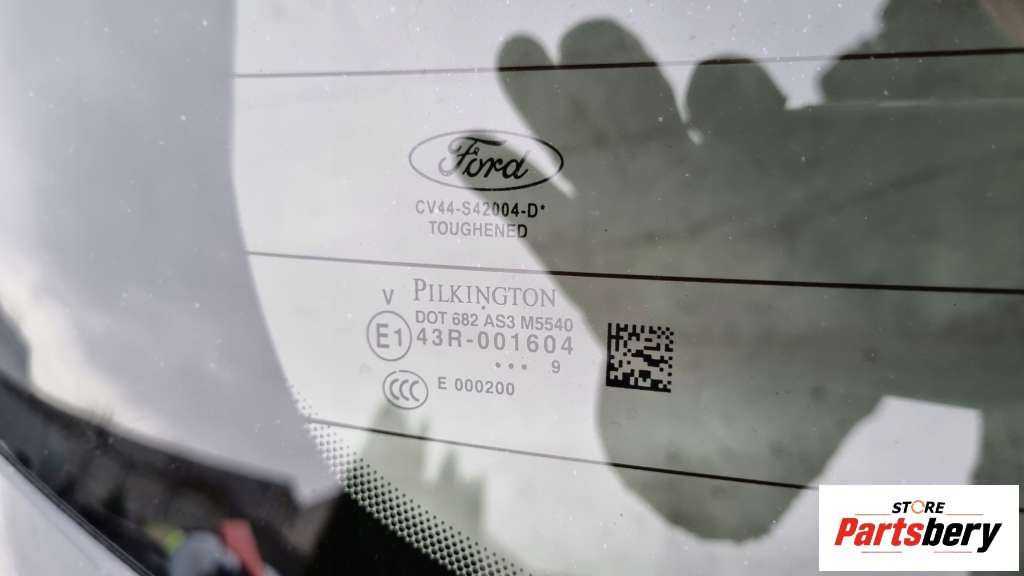 Ford
CV44-S42004-D*
TOUGHENED
V PILKINGTON
DOT 682 AS3 M5540
E1 43R-001604
... 9
CCC E 000200
STORE
Partsbery